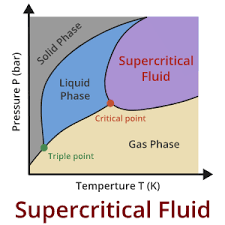 Solid Phase
Liquid
Phase
Supercritical
Fluid
Critical point
Triple point
Gas Phase
Pressure P (bar)
Temperture T (K)
Supercritical Fluid